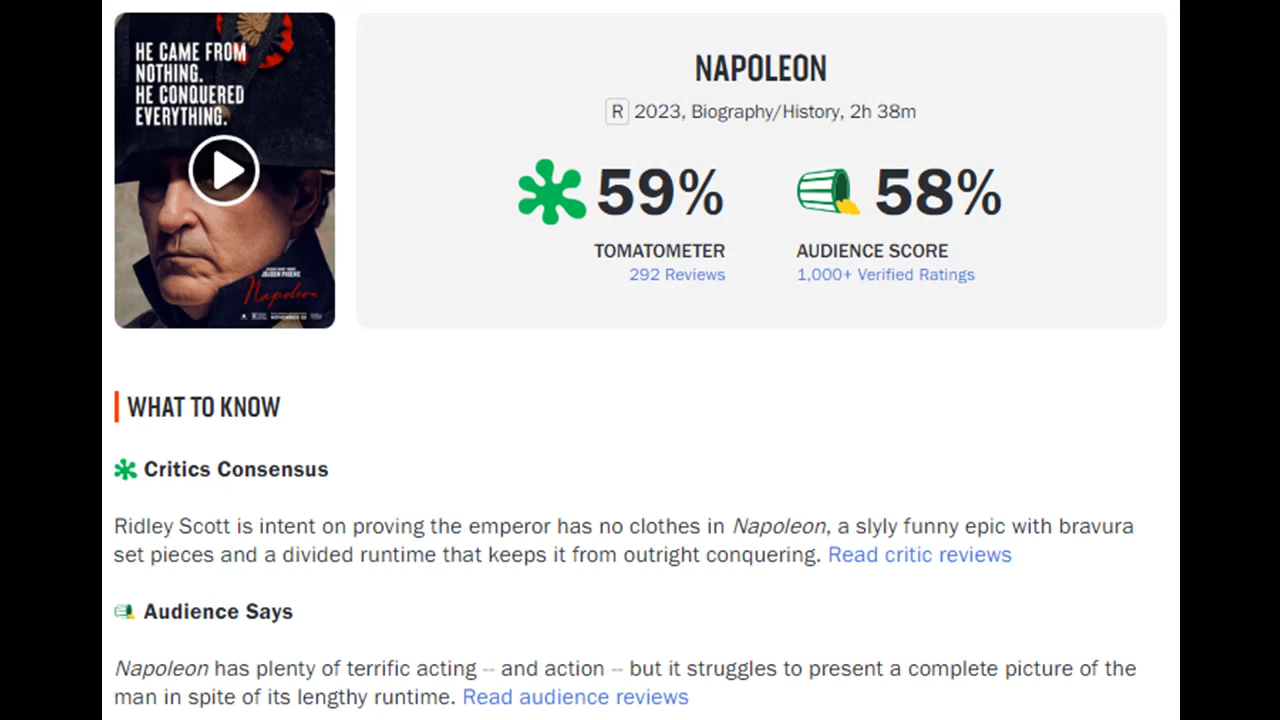 HE CAME FROM
NOTHING.
HE CONQUERED
EVERYTHING.
Napoleon
NAPOLEON
R 2023, Biography/History, 2h 38m
59%
58%
TOMATOMETER
AUDIENCE SCORE
292 Reviews
1,000+ Verified Ratings
WHAT TO KNOW
Critics Consensus
Ridley Scott is intent on proving the emperor has no clothes in Napoleon, a slyly funny epic with bravura
set pieces and a divided runtime that keeps it from outright conquering. Read critic reviews
Audience Says
Napoleon has plenty of terrific acting -- and action -- but it struggles to present a complete picture of the
man in spite of its lengthy runtime. Read audience reviews